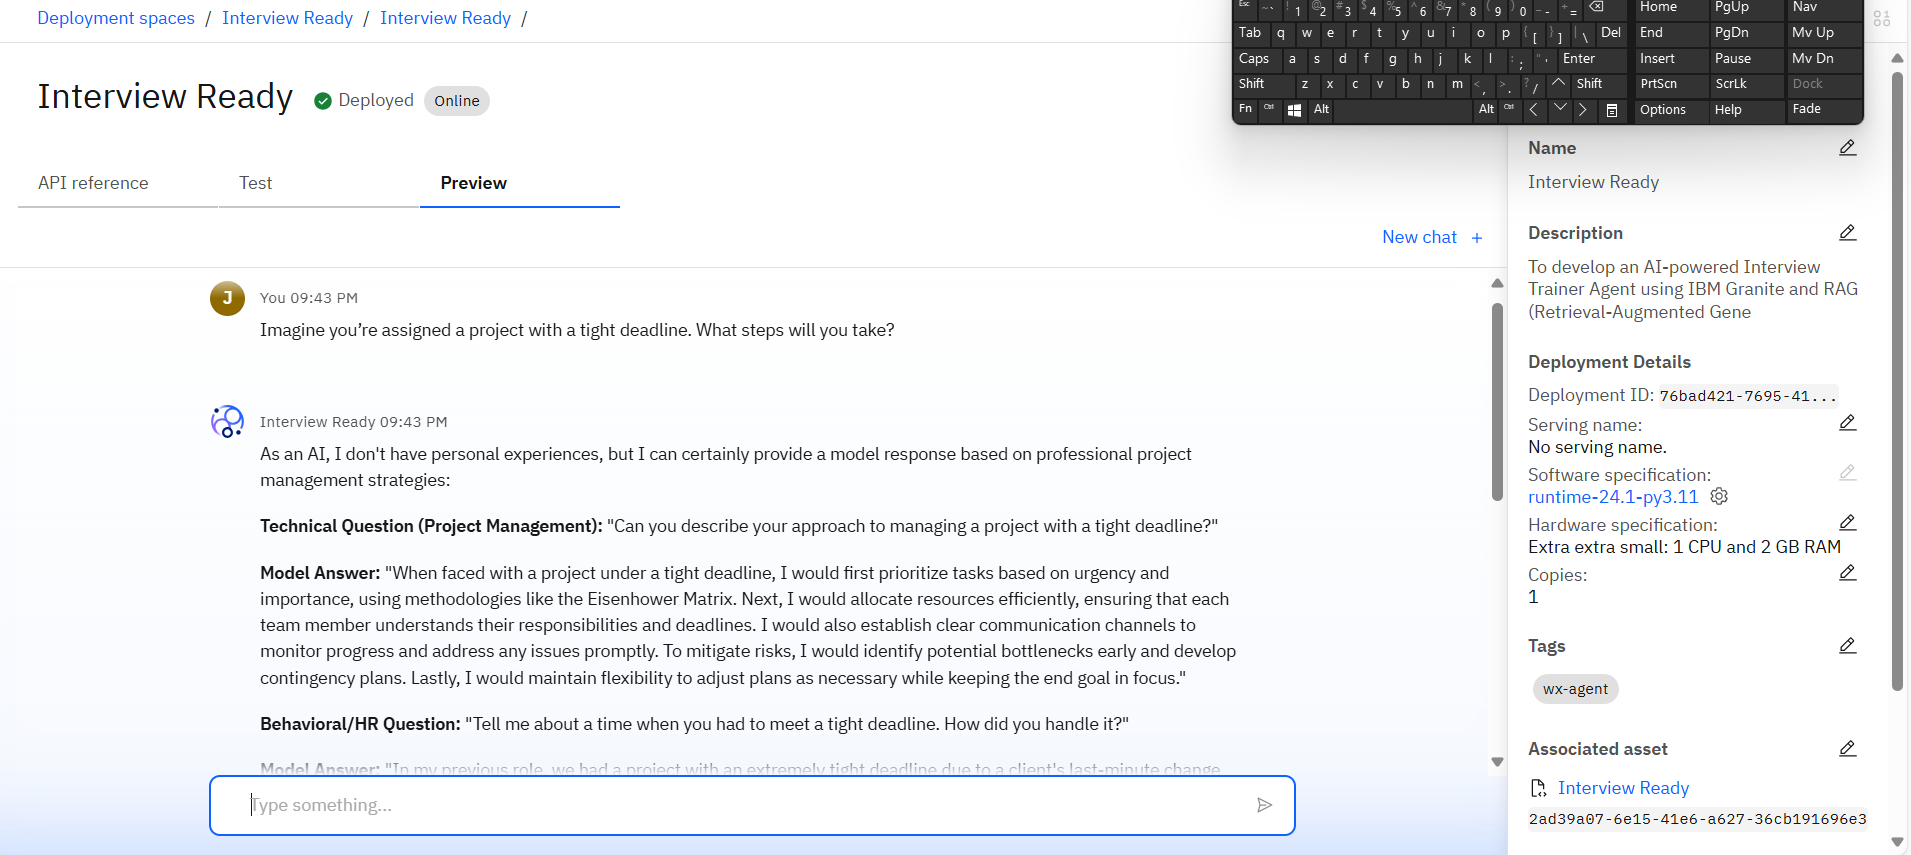 Deployment spaces / Interview Ready / Interview Ready /
Interview Ready Deployed Online
API reference Test Preview
New chat +
J You 09:43 PM
Imagine you’re assigned a project with a tight deadline. What steps will you take?
Interview Ready 09:43 PM
As an AI, I don't have personal experiences, but I can certainly provide a model response based on professional project
management strategies:
Technical Question (Project Management): "Can you describe your approach to managing a project with a tight deadline?"
Model Answer: "When faced with a project under a tight deadline, I would first prioritize tasks based on urgency and
importance, using methodologies like the Eisenhower Matrix. Next, I would allocate resources efficiently, ensuring that each
team member understands their responsibilities and deadlines. I would also establish clear communication channels to
monitor progress and address any issues promptly. To mitigate risks, I would identify potential bottlenecks early and develop
contingency plans. Lastly, I would maintain flexibility to adjust plans as necessary while keeping the end goal in focus."
Behavioral/HR Question: "Tell me about a time when you had to meet a tight deadline. How did you handle it?"
Model Answer: "In my previous role, we had a project with an extremely tight deadline due to a client's last-minute change
Type something...
Esc ~ ` ! 1 @ 2 # 3 $ 4 % 5 ^ 6 & 7 * 8 ( 9 ) 0 _ - + = Home PgUp Nav
Tab q w e r t y u i o p { [ } ] | \ Del End PgDn Mv Up
Caps a s d f g h j k l : ; " ' Enter Insert Pause Mv Dn
Shift z x c v b n m < , > . ? / Shift PrtScn ScrLk Dock
Fn Ctrl Alt Alt Ctrl Options Help Fade
Name
Interview Ready
Description
To develop an AI-powered Interview
Trainer Agent using IBM Granite and RAG
(Retrieval-Augmented Gene
Deployment Details
Deployment ID: 76bad421-7695-41...
Serving name:
No serving name.
Software specification:
runtime-24.1-py3.11
Hardware specification:
Extra extra small: 1 CPU and 2 GB RAM
Copies:
1
Tags
wx-agent
Associated asset
Interview Ready
2ad39a07-6e15-41e6-a627-36cb191696e3